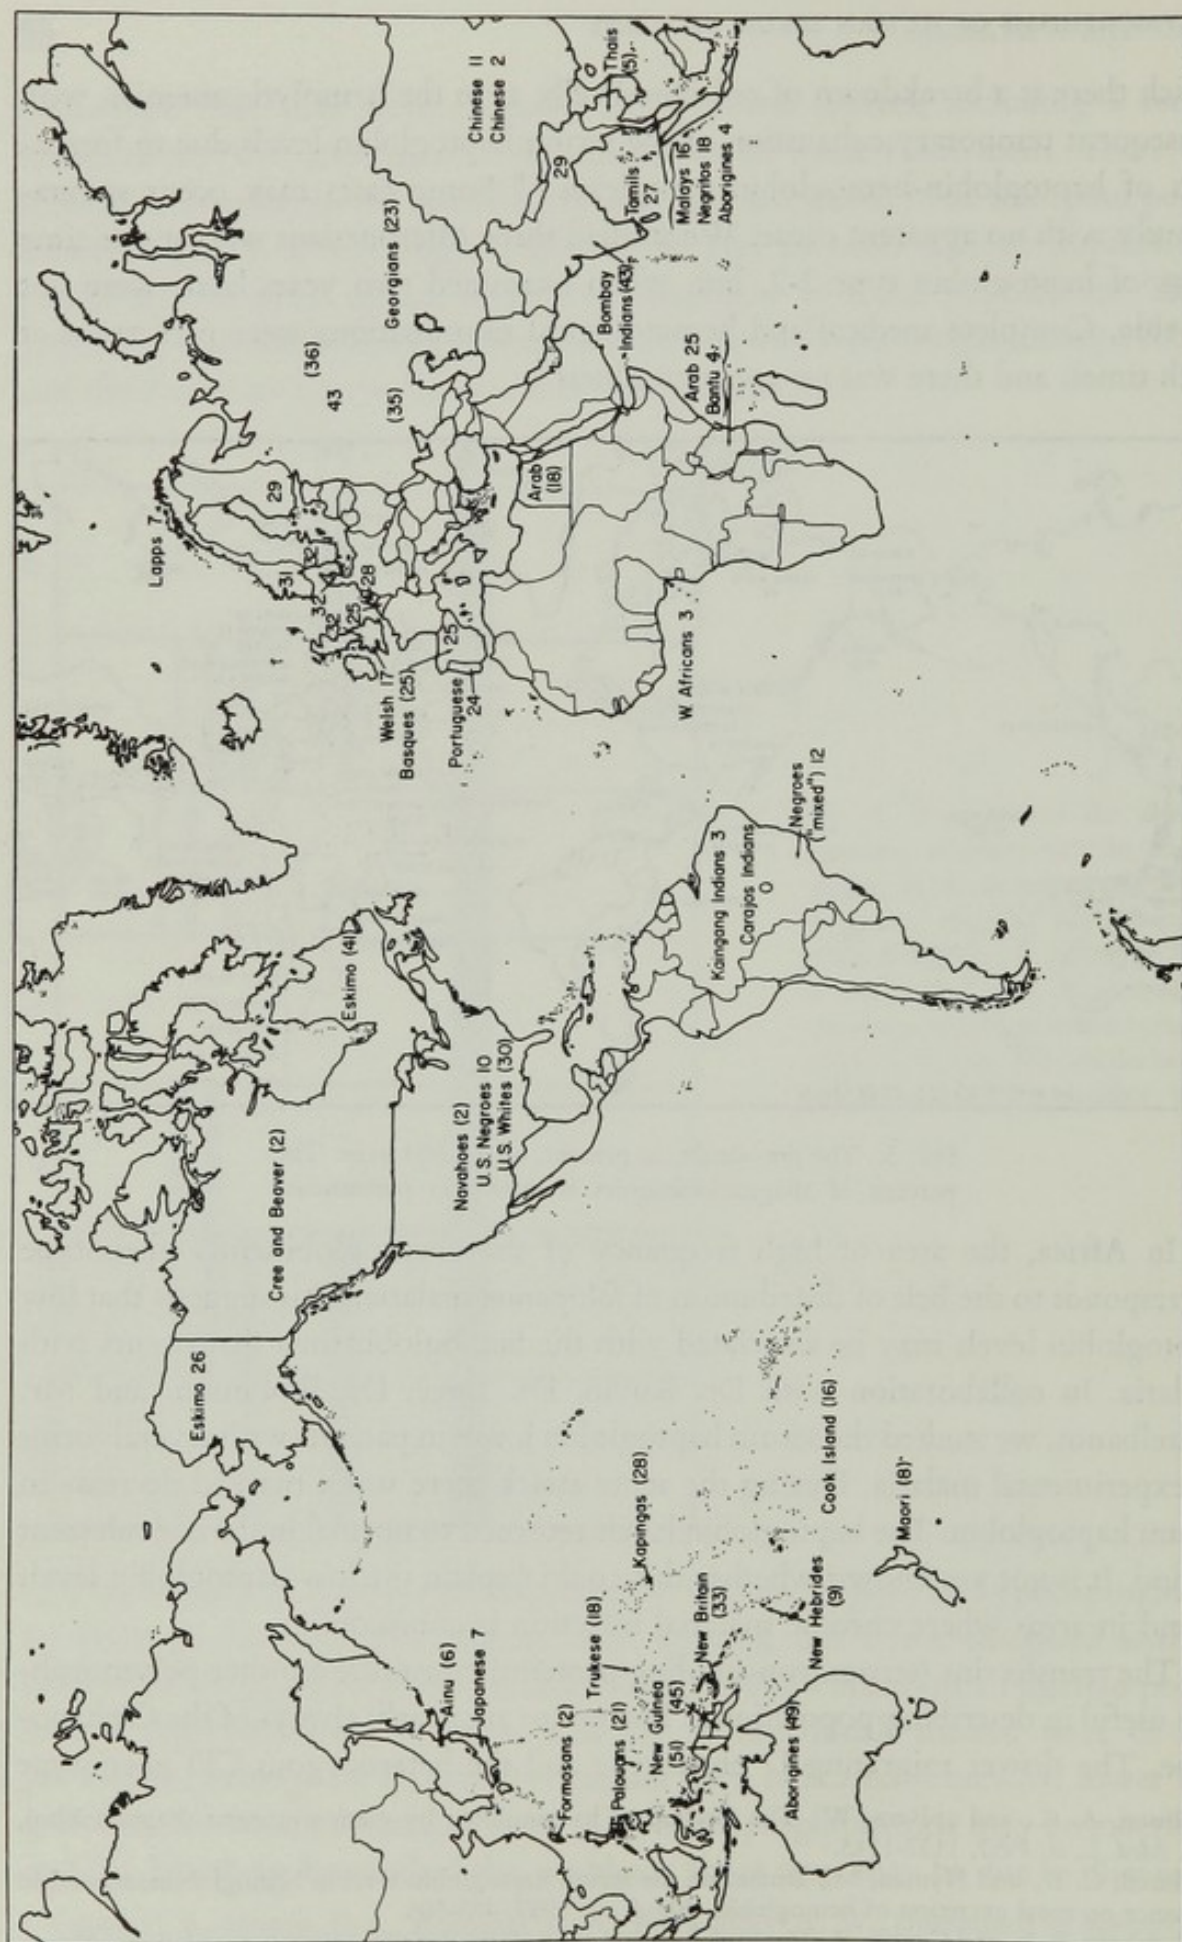 Eskimo 26
Cree and Beaver (2)
Eskimo (41)
Navahoes (2)
U.S. Negroes 10
U.S. Whites (30)
Ainu (6)
Japanese 7
Formosans (2)
Trukese (18)
Palauans (21)
Kapingas (28)
New Guinea
(51) (45)
New Britain
(33)
New Hebrides
(9)
Cook Island (16)
Aborigines (49)
Maori (8)
Kaingang Indians 3
Carajos Indians
0
Negroes
("mixed") 12
Lapps 7
29
31
32
32
32
25
28
Welsh 17
Basques (25)
Portuguese
24
25
43
(36)
(35)
Georgians (23)
Arab
(18)
W. Africans 3
Arab 25
Bantu 4
Bombay
Indians (43)
29
Tamils
27
Chinese 11
Chinese 2
Thais
(5)
Malays 16
Negritos 18
Aborigines 4